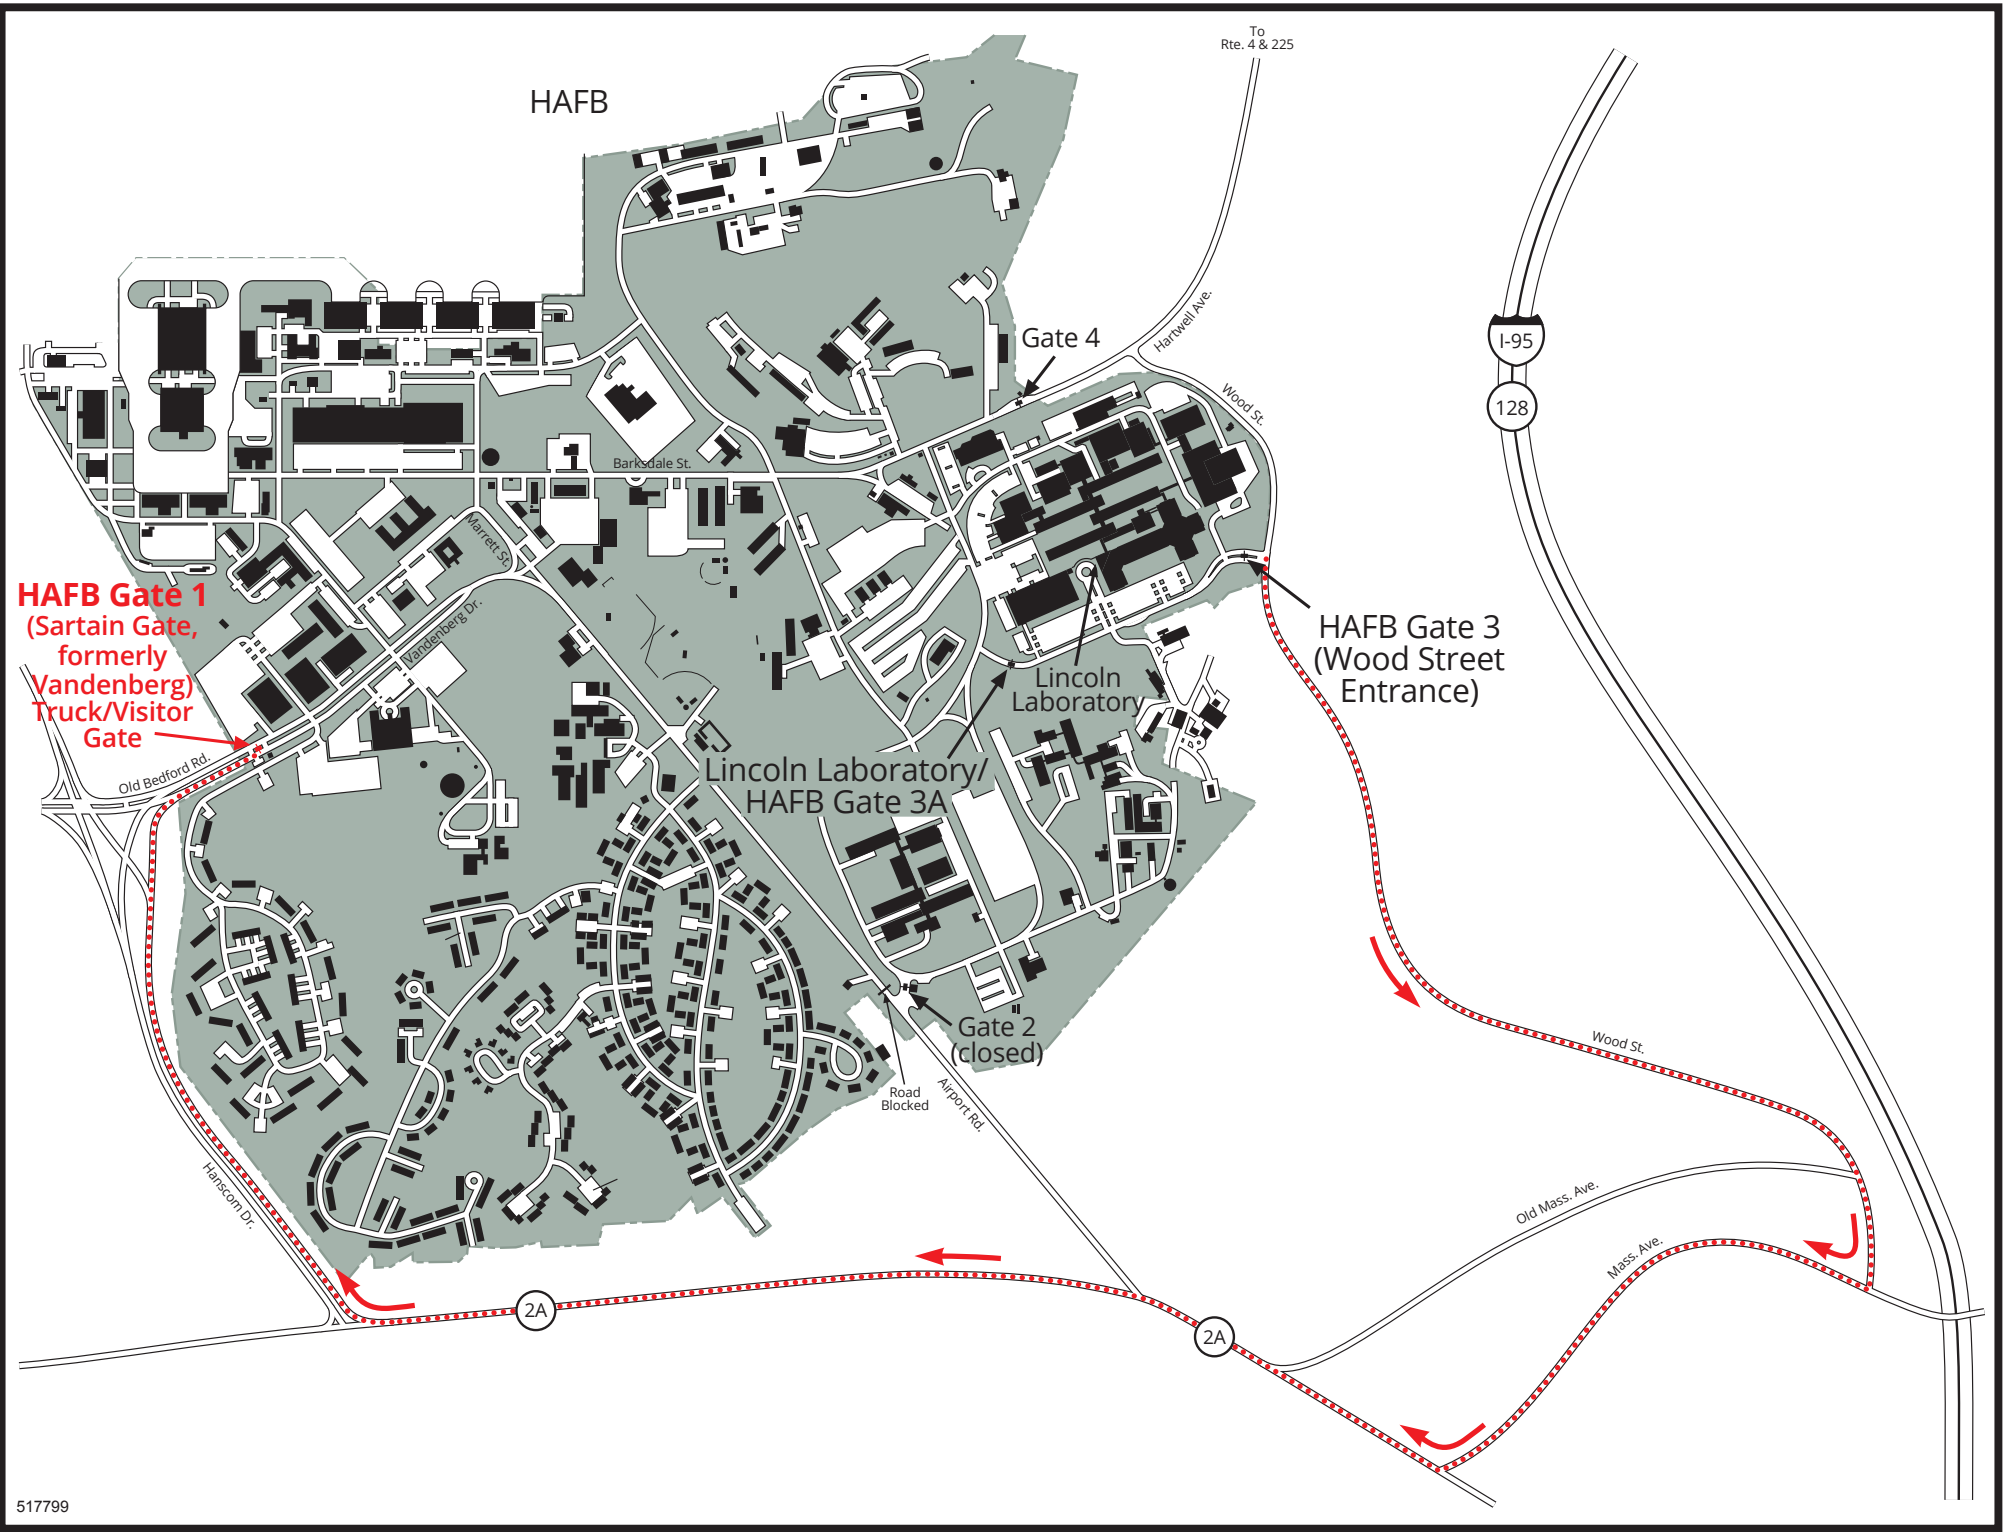 To
Rte. 4 & 225
HAFB
I-95
128
Gate 4
Hartwell Ave.
Wood St.
Barksdale St.
Marrett St.
Vandenberg Dr.
HAFB Gate 1
(Sartain Gate,
formerly
Vandenberg)
Truck/Visitor
Gate
Old Bedford Rd.
HAFB Gate 3
(Wood Street
Entrance)
Lincoln
Laboratory
Lincoln Laboratory/
HAFB Gate 3A
Gate 2
(closed)
Road
Blocked
Airport Rd.
Wood St.
Hanscom Dr.
Old Mass. Ave.
Mass. Ave.
2A
2A
517799